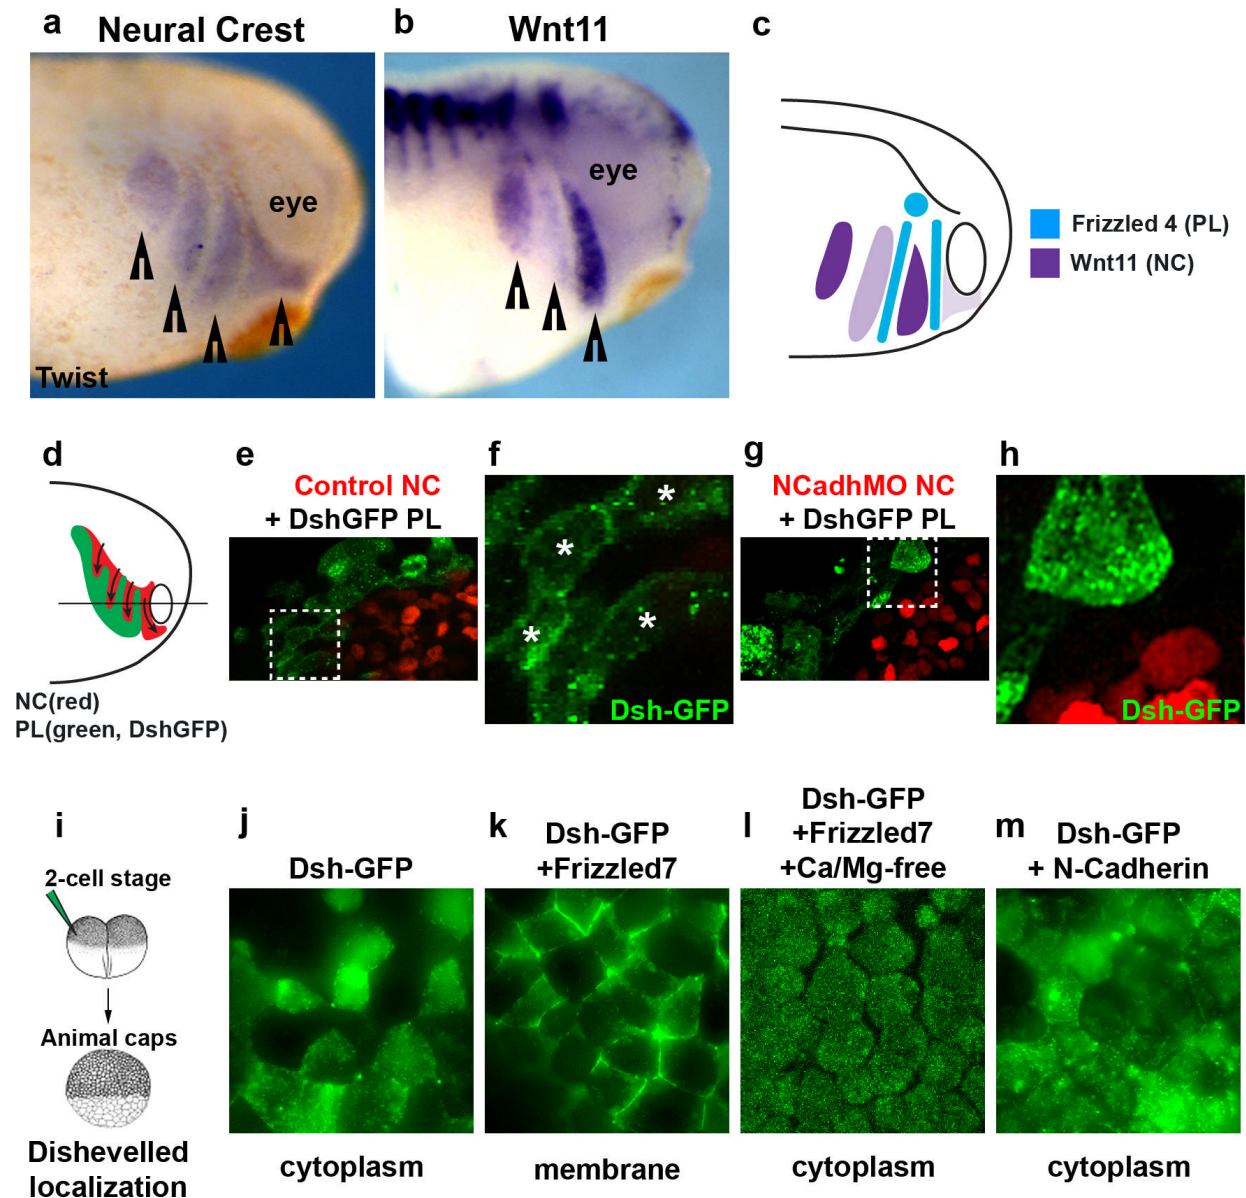 a Neural Crest
eye
Twist
b Wnt11
eye
c
Frizzled 4 (PL)
Wnt11 (NC)
d
NC(red)
PL(green, DshGFP)
e
Control NC
+ DshGFP PL
f
*
*
*
*
Dsh-GFP
g
NCadhMO NC
+ DshGFP PL
h
Dsh-GFP
i
2-cell stage
Animal caps
Dishevelled
localization
j
Dsh-GFP
cytoplasm
k
Dsh-GFP
+Frizzled7
membrane
l
Dsh-GFP
+Frizzled7
+Ca/Mg-free
cytoplasm
m
Dsh-GFP
+ N-Cadherin
cytoplasm